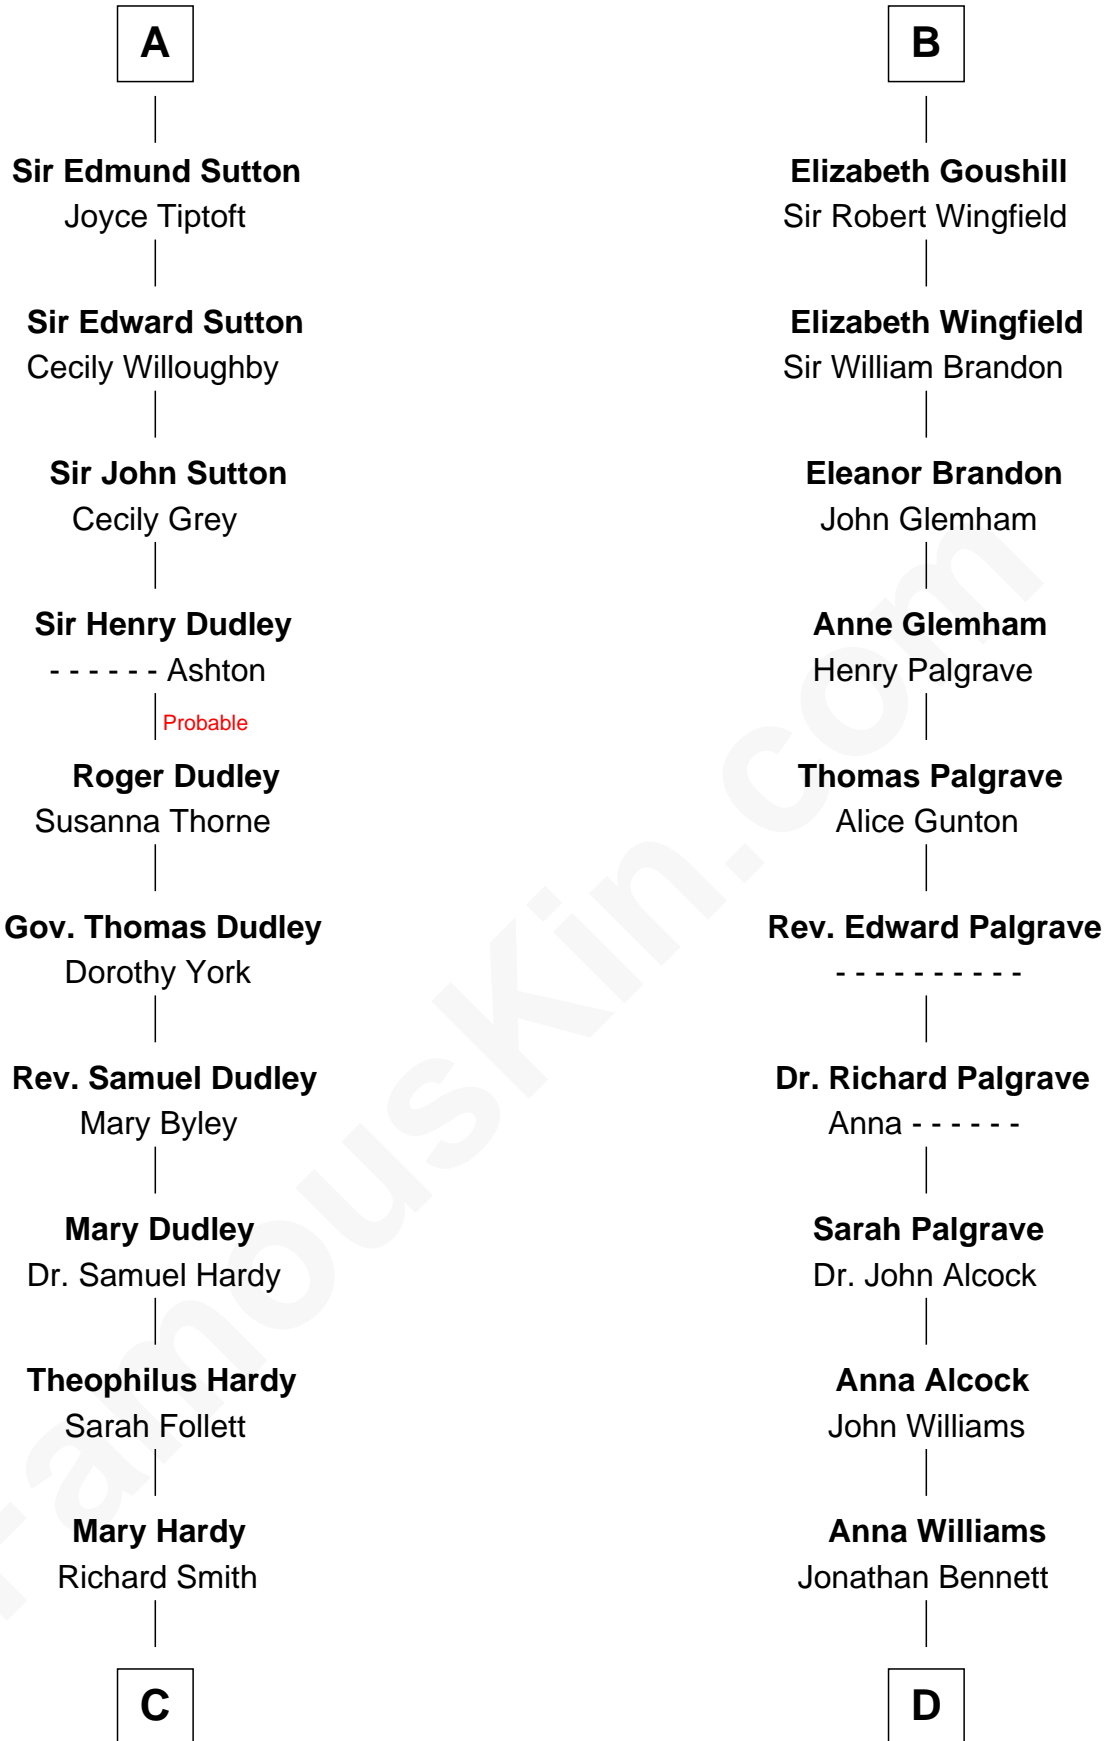 A
Sir Edmund Sutton
Joyce Tiptoft
Sir Edward Sutton
Cecily Willoughby
Sir John Sutton
Cecily Grey
Sir Henry Dudley
- - - - - - Ashton
Probable
Roger Dudley
Susanna Thorne
Gov. Thomas Dudley
Dorothy York
Rev. Samuel Dudley
Mary Byley
Mary Dudley
Dr. Samuel Hardy
Theophilus Hardy
Sarah Follett
Mary Hardy
Richard Smith
C
B
Elizabeth Goushill
Sir Robert Wingfield
Elizabeth Wingfield
Sir William Brandon
Eleanor Brandon
John Glemham
Anne Glemham
Henry Palgrave
Thomas Palgrave
Alice Gunton
Rev. Edward Palgrave
- - - - - - - - - -
Dr. Richard Palgrave
Anna - - - - - -
Sarah Palgrave
Dr. John Alcock
Anna Alcock
John Williams
Anna Williams
Jonathan Bennett
D
FamousKin.com